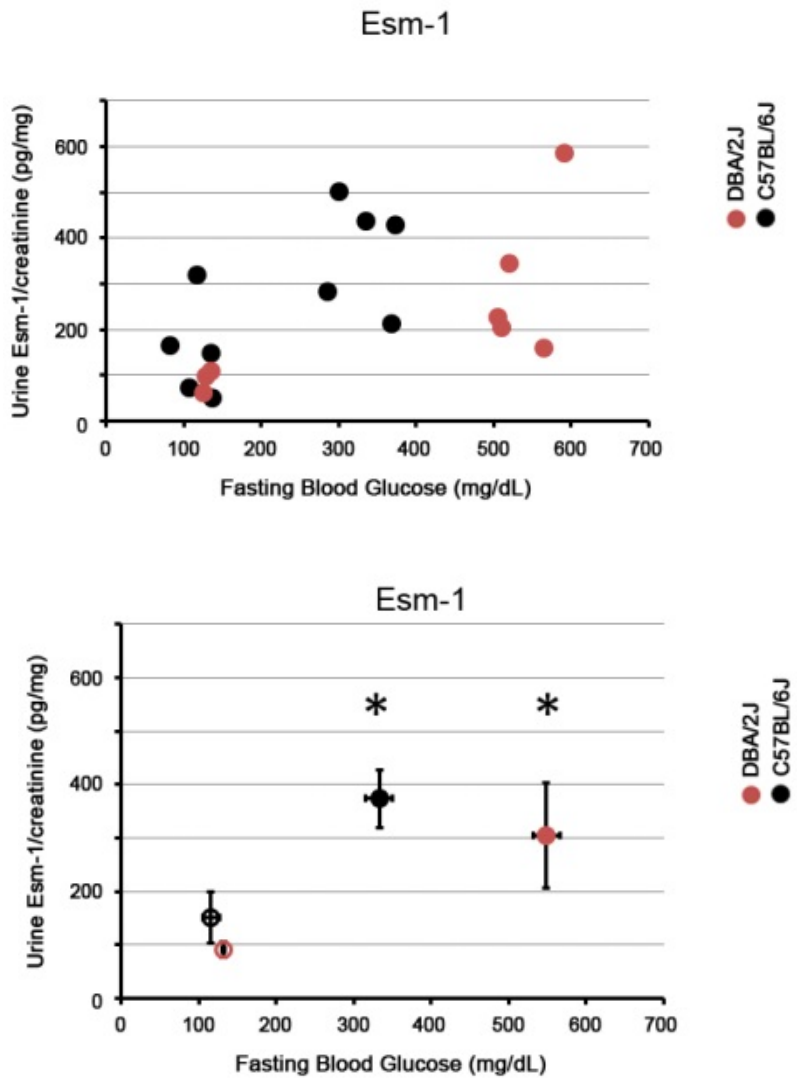 Esm-1
Urine Esm-1/creatinine (pg/mg)
600
400
200
0
0 100 200 300 400 500 600 700
Fasting Blood Glucose (mg/dL)
DBA/2J
C57BL/6J
Esm-1
Urine Esm-1/creatinine (pg/mg)
600
400
200
0
* *
0 100 200 300 400 500 600 700
Fasting Blood Glucose (mg/dL)
DBA/2J
C57BL/6J